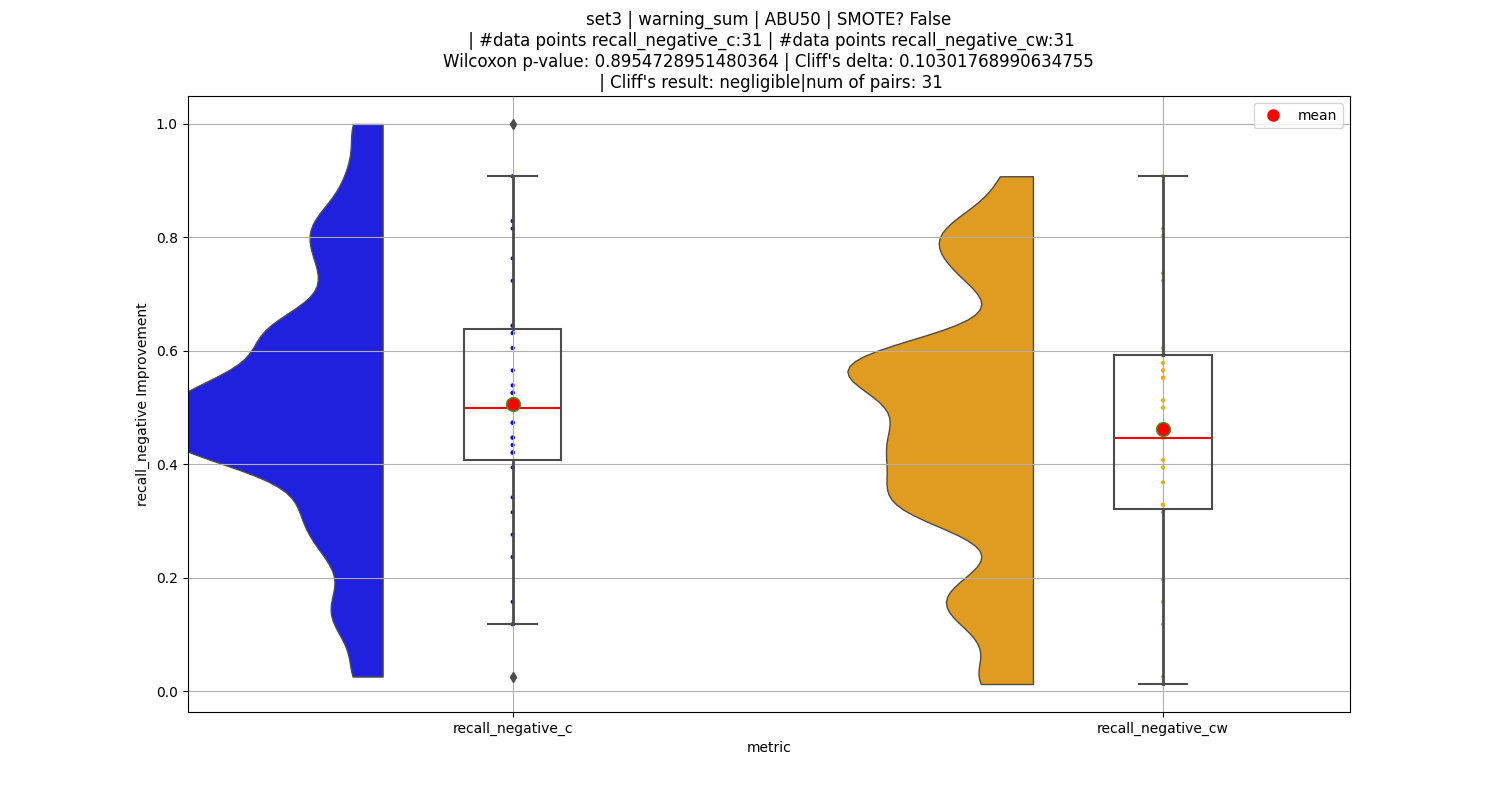 set3 | warning_sum | ABU50 | SMOTE? False
| #data points recall_negative_c:31 | #data points recall_negative_cw:31
Wilcoxon p-value: 0.8954728951480364 | Cliff's delta: 0.10301768990634755
| Cliff's result: negligible|num of pairs: 31
mean
1.0
0.8
0.6
0.4
0.2
0.0
recall_negative Improvement
recall_negative_c
recall_negative_cw
metric